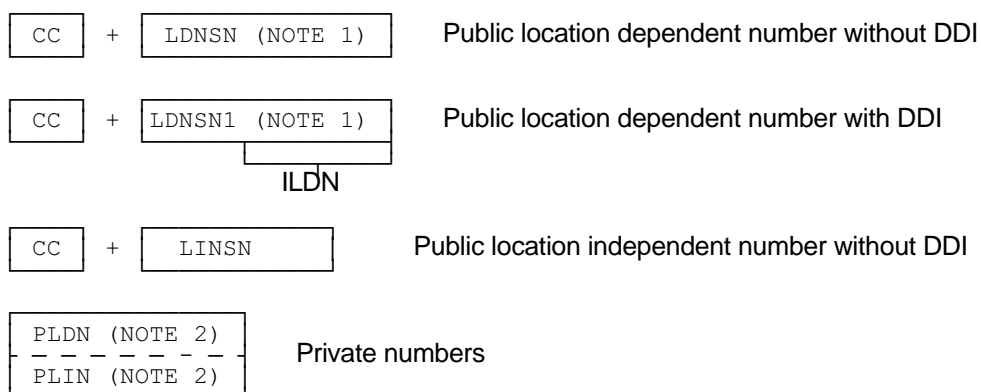 CC + LDNSN (NOTE 1) Public location dependent number without DDI
CC + LDNSN1 (NOTE 1) Public location dependent number with DDI
ILDN
CC + LINSN Public location independent number without DDI
PLDN (NOTE 2)
Private numbers
PLIN (NOTE 2)